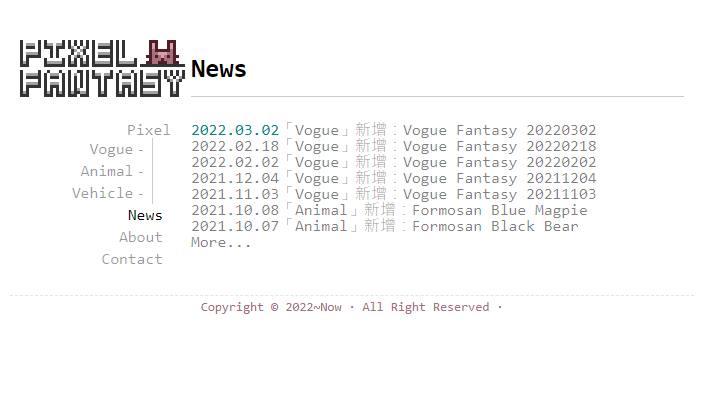 PIXEL
FANTASY
News
Pixel
Vogue -
Animal -
Vehicle -
News
About
Contact
2022.03.02「Vogue」新增：Vogue Fantasy 20220302
2022.02.18「Vogue」新增：Vogue Fantasy 20220218
2022.02.02「Vogue」新增：Vogue Fantasy 20220202
2021.12.04「Vogue」新增：Vogue Fantasy 20211204
2021.11.03「Vogue」新增：Vogue Fantasy 20211103
2021.10.08「Animal」新增：Formosan Blue Magpie
2021.10.07「Animal」新增：Formosan Black Bear
More...
Copyright © 2022~Now · All Right Reserved ·